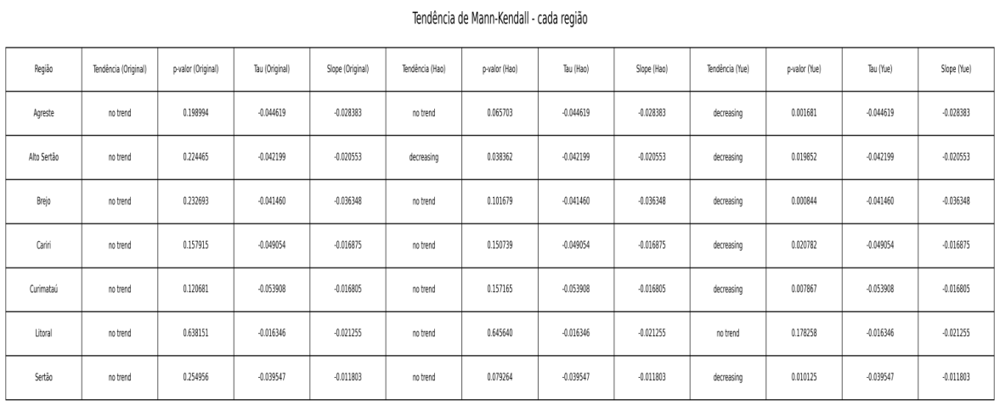 Tendência de Mann-Kendall - cada região
Região Tendência (Original) p-valor (Original) Tau (Original) Slope (Original) Tendência (Hao) p-valor (Hao) Tau (Hao) Slope (Hao) Tendência (Yue) p-valor (Yue) Tau (Yue) Slope (Yue)
Agreste no trend 0.198994 -0.044619 -0.028383 no trend 0.065703 -0.044619 -0.028383 decreasing 0.001681 -0.044619 -0.028383
Alto Sertão no trend 0.224465 -0.042199 -0.020553 decreasing 0.038362 -0.042199 -0.020553 decreasing 0.019852 -0.042199 -0.020553
Brejo no trend 0.232693 -0.041460 -0.036348 no trend 0.101679 -0.041460 -0.036348 decreasing 0.000844 -0.041460 -0.036348
Cariri no trend 0.157915 -0.049054 -0.016875 no trend 0.150739 -0.049054 -0.016875 decreasing 0.020782 -0.049054 -0.016875
Curimataú no trend 0.120681 -0.053908 -0.016805 no trend 0.157165 -0.053908 -0.016805 decreasing 0.007867 -0.053908 -0.016805
Litoral no trend 0.638151 -0.016346 -0.021255 no trend 0.645640 -0.016346 -0.021255 no trend 0.178258 -0.016346 -0.021255
Sertão no trend 0.254956 -0.039547 -0.011803 no trend 0.079264 -0.039547 -0.011803 decreasing 0.010125 -0.039547 -0.011803